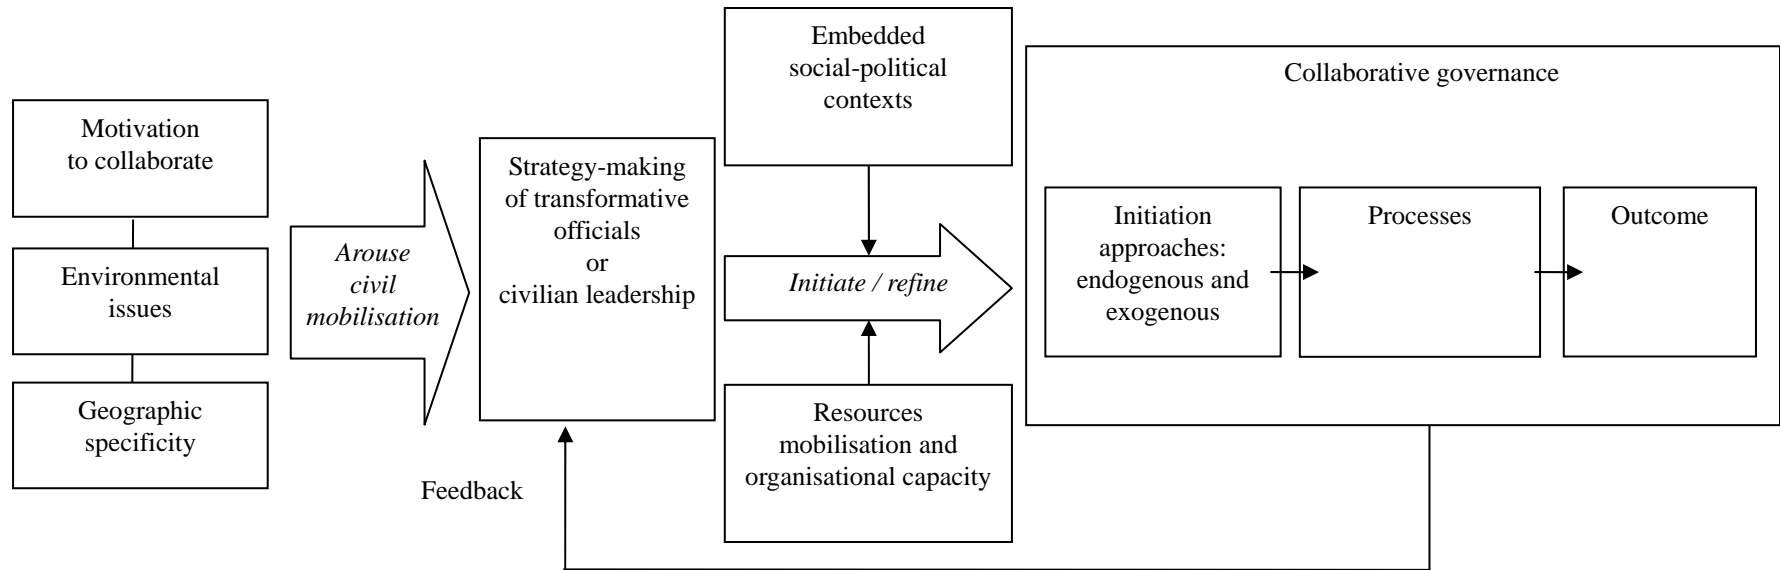 Motivation
to collaborate
Environmental
issues
Geographic
specificity
Arouse
civil
mobilisation
Strategy-making
of transformative
officials
or
civilian leadership
Feedback
Embedded
social-political
contexts
Initiate / refine
Resources
mobilisation and
organisational capacity
Collaborative governance
Initiation
approaches:
endogenous and
exogenous
Processes
Outcome